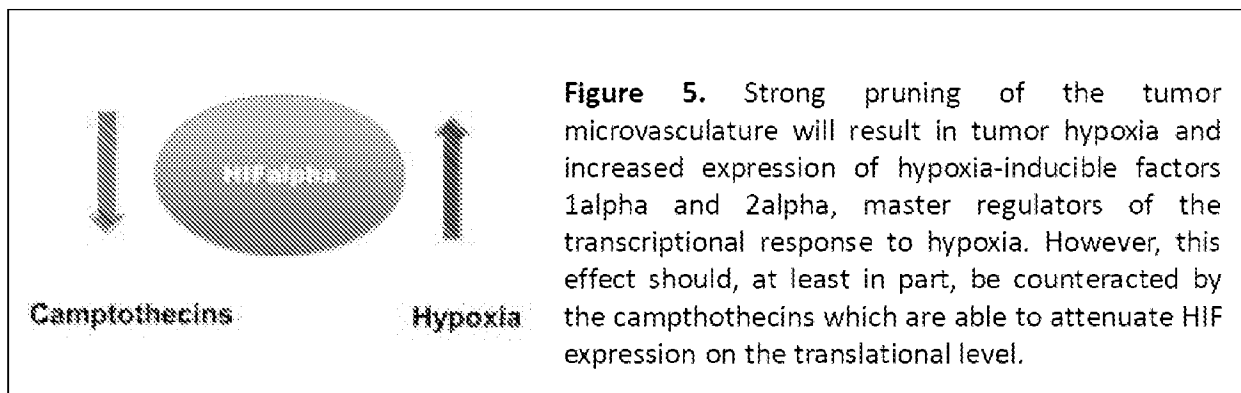 HIFalpha
Camptothecins
Hypoxia
Figure 5. Strong pruning of the tumor
microvasculature will result in tumor hypoxia and
increased expression of hypoxia-inducible factors
1alpha and 2alpha, master regulators of the
transcriptional response to hypoxia. However, this
effect should, at least in part, be counteracted by
the campthothecins which are able to attenuate HIF
expression on the translational level.